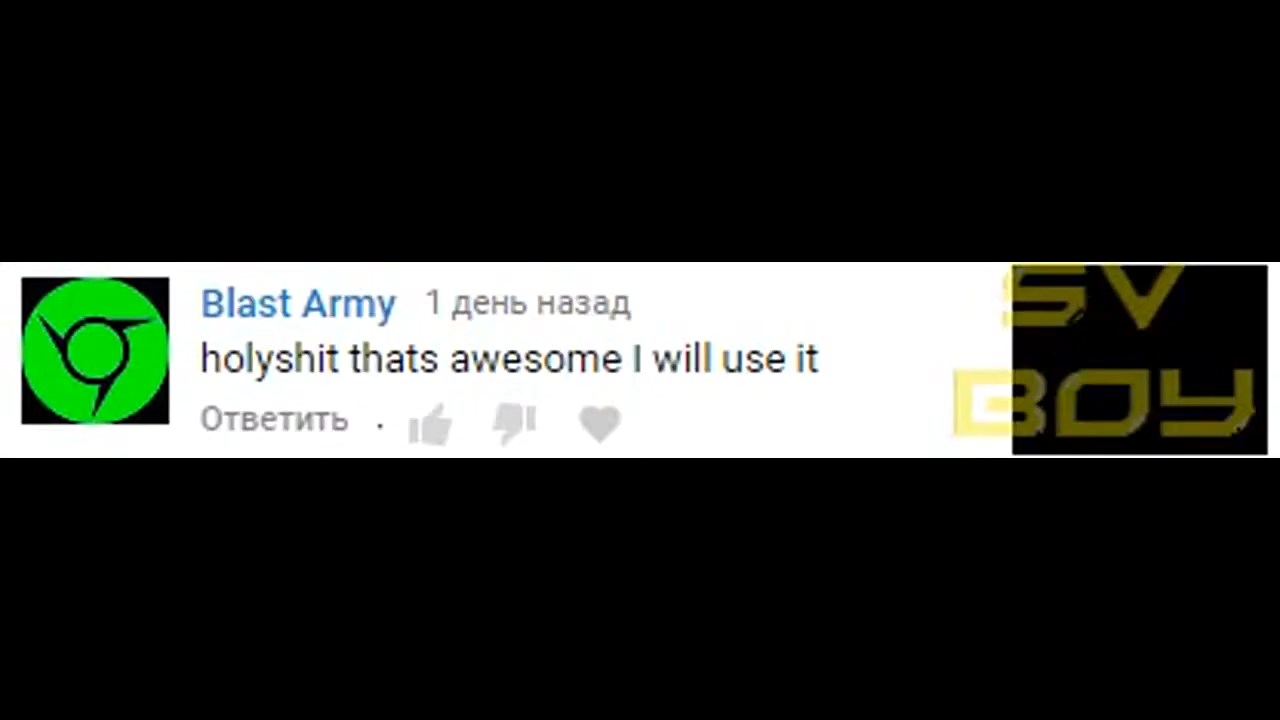 Blast Army 1 день назад
holyshit thats awesome I will use it
Ответить
SV
BOY